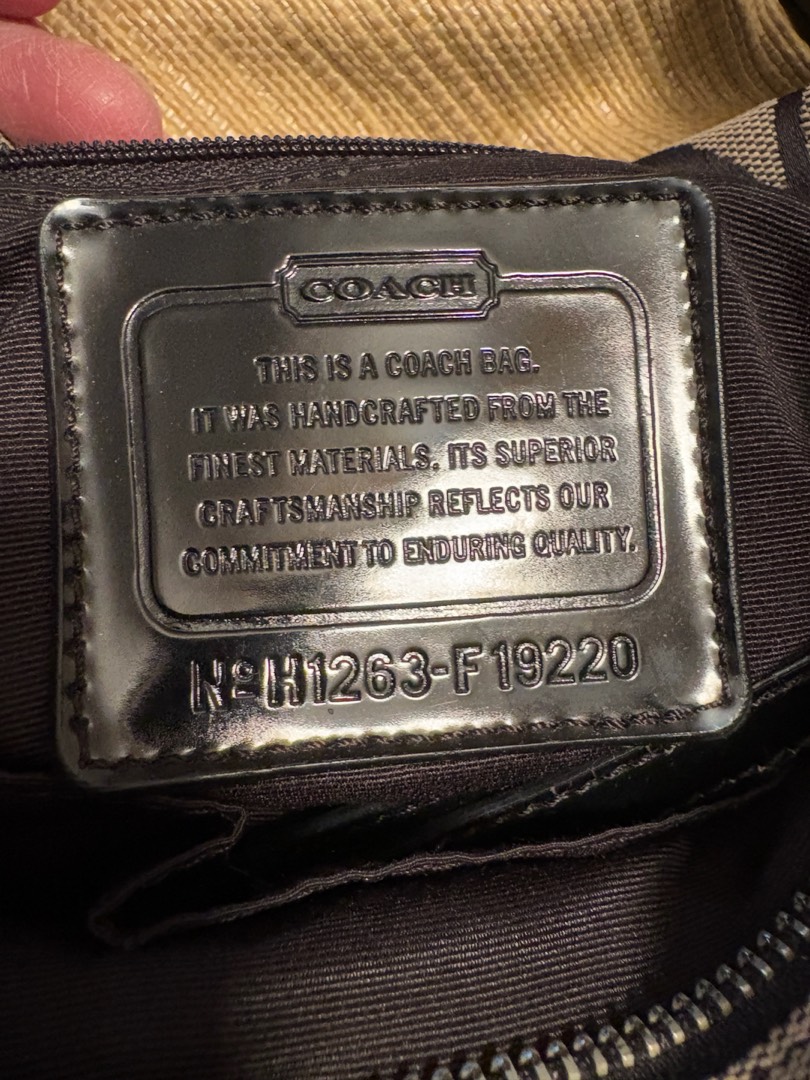 COACH
THIS IS A COACH BAG.
IT WAS HANDCRAFTED FROM THE
FINEST MATERIALS. ITS SUPERIOR
CRAFTSMANSHIP REFLECTS OUR
COMMITMENT TO ENDURING QUALITY.
Nº H1263-F19220